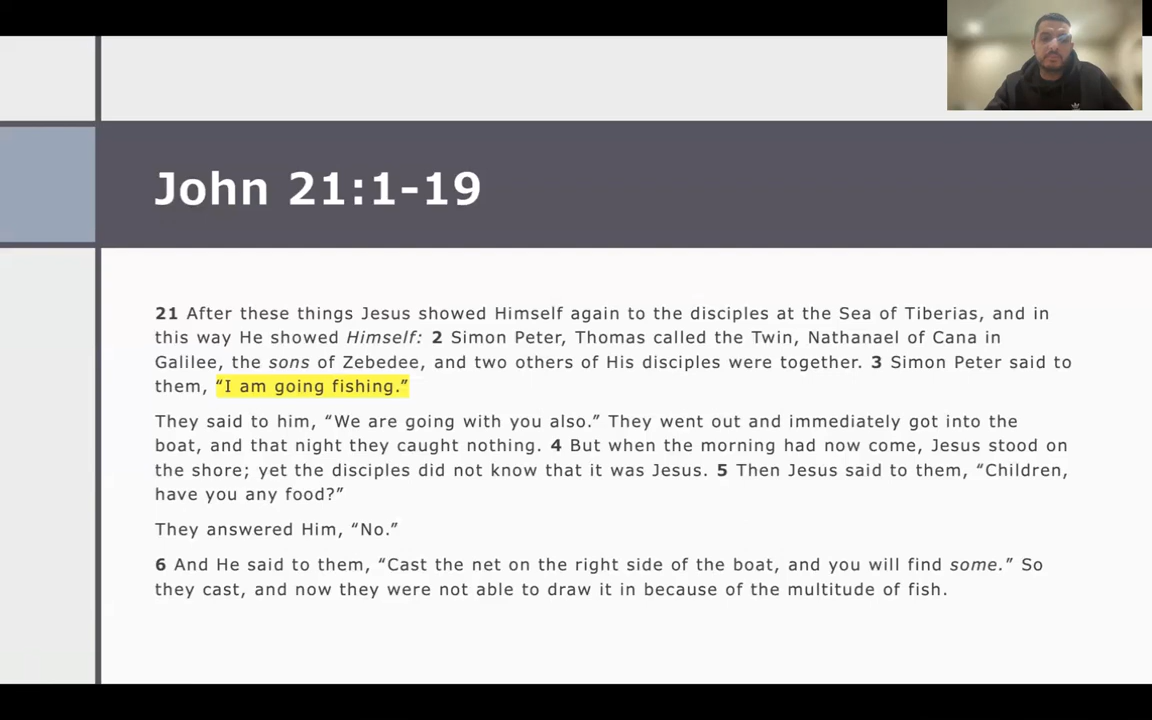 John 21:1-19
21 After these things Jesus showed Himself again to the disciples at the Sea of Tiberias, and in
this way He showed Himself: 2 Simon Peter, Thomas called the Twin, Nathanael of Cana in
Galilee, the sons of Zebedee, and two others of His disciples were together. 3 Simon Peter said to
them, “I am going fishing.”
They said to him, “We are going with you also.” They went out and immediately got into the
boat, and that night they caught nothing. 4 But when the morning had now come, Jesus stood on
the shore; yet the disciples did not know that it was Jesus. 5 Then Jesus said to them, “Children,
have you any food?”
They answered Him, “No.”
6 And He said to them, “Cast the net on the right side of the boat, and you will find some.” So
they cast, and now they were not able to draw it in because of the multitude of fish.